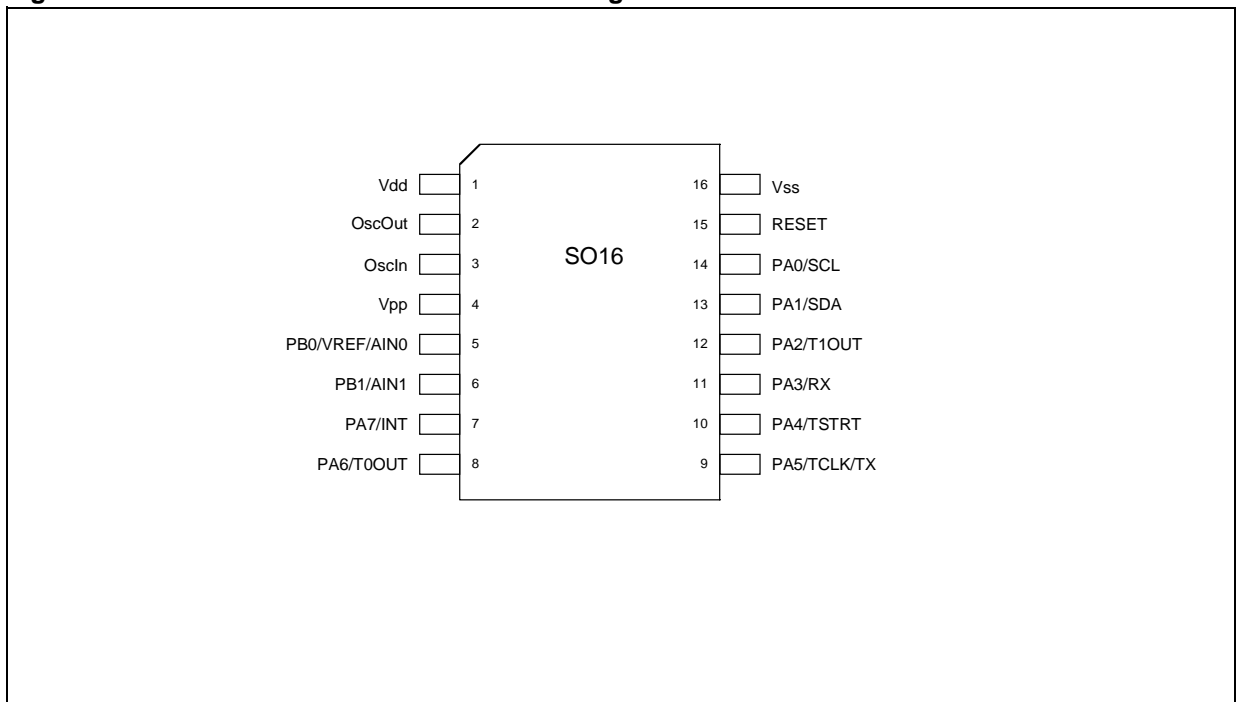 Vdd 1 16 Vss
OscOut 2 15 RESET
OscIn 3 SO16 14 PA0/SCL
Vpp 4 13 PA1/SDA
PB0/VREF/AIN0 5 12 PA2/T1OUT
PB1/AIN1 6 11 PA3/RX
PA7/INT 7 10 PA4/TSTRT
PA6/T0OUT 8 9 PA5/TCLK/TX